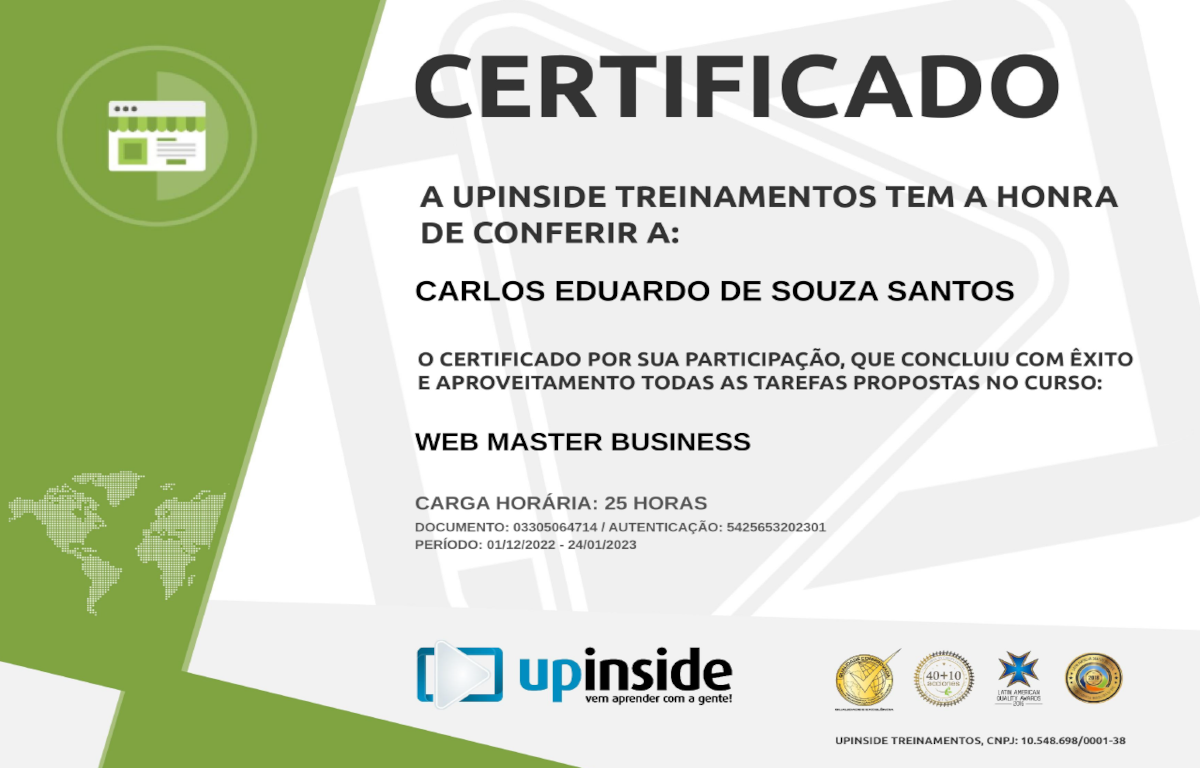 CERTIFICADO
A UPINSIDE TREINAMENTOS TEM A HONRA
DE CONFERIR A:
CARLOS EDUARDO DE SOUZA SANTOS
O CERTIFICADO POR SUA PARTICIPAÇÃO, QUE CONCLUIU COM ÊXITO
E APROVEITAMENTO TODAS AS TAREFAS PROPOSTAS NO CURSO:
WEB MASTER BUSINESS
CARGA HORÁRIA: 25 HORAS
DOCUMENTO: 03305064714 / AUTENTICAÇÃO: 5425653202301
PERÍODO: 01/12/2022 - 24/01/2023
upinside
vem aprender com a gente!
40+10
acciones
LATIN AMERICAN
QUALITY AWARDS
UPINSIDE TREINAMENTOS, CNPJ: 10.548.698/0001-38